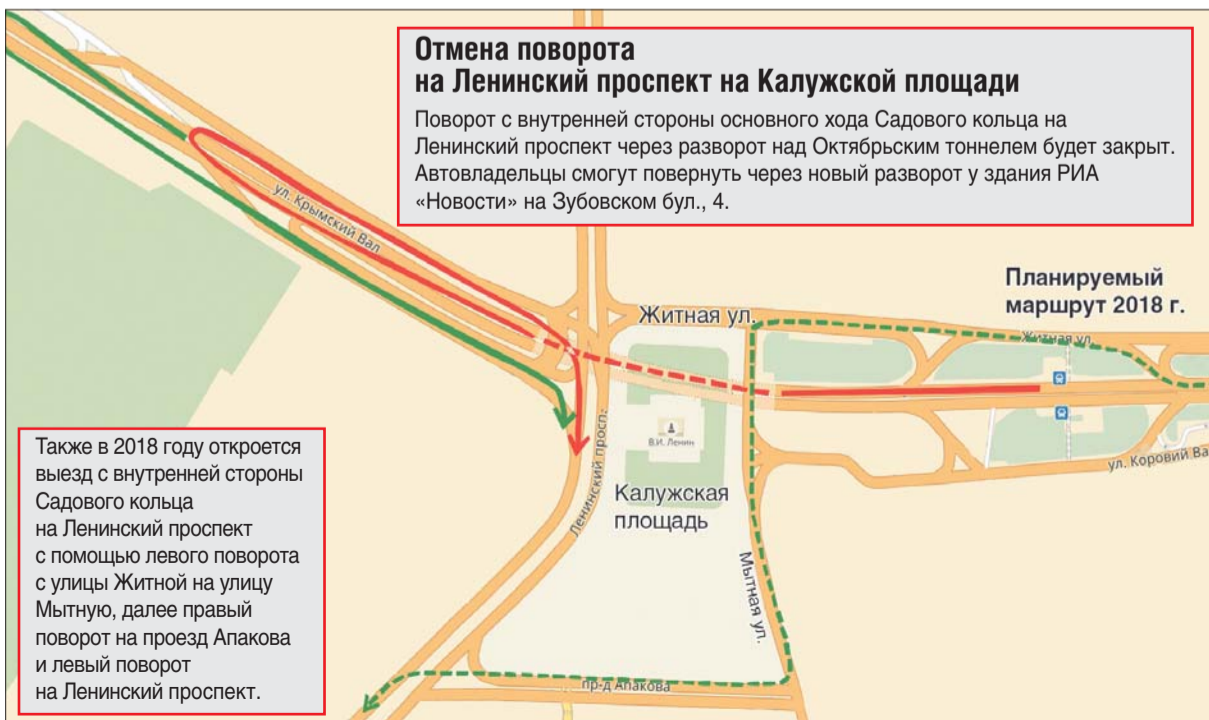 Отмена поворота
на Ленинский проспект на Калужской площади
Поворот с внутренней стороны основного хода Садового кольца на
Ленинский проспект через разворот над Октябрьским тоннелем будет закрыт.
Автовладельцы смогут повернуть через новый разворот у здания РИА
«Новости» на Зубовском бул., 4.
ул. Крымский Вал
Планируемый
маршрут 2018 г.
Житная ул.
Житная ул.
В.И. Ленин
ул. Коровий Ва
Ленинский просп.
Калужская
площадь
Мытная ул.
пр-д Апакова
Также в 2018 году откроется
выезд с внутренней стороны
Садового кольца
на Ленинский проспект
с помощью левого поворота
с улицы Житной на улицу
Мытную, далее правый
поворот на проезд Апакова
и левый поворот
на Ленинский проспект.